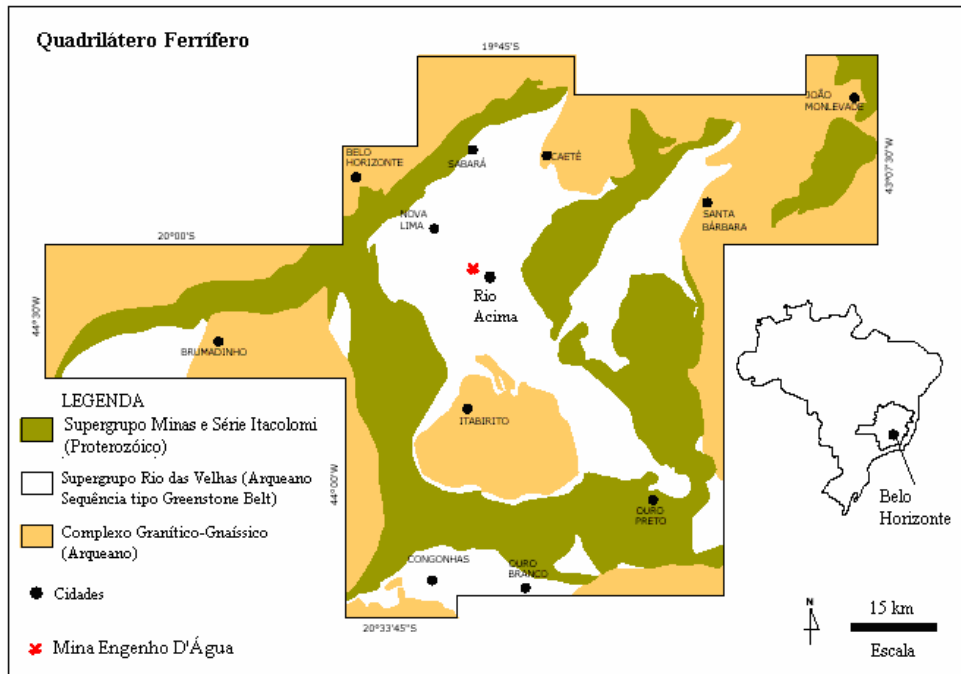 Quadrilátero Ferrífero
19°45'S
JOÃO
MONLEVADE
BELO
HORIZONTE
SABARÁ
CAETÉ
43°07'30"W
NOVA
LIMA
SANTA
BÁRBARA
20°00'S
Rio
Acima
44°30'W
BRUMADINHO
ITABIRITO
LEGENDA
Supergrupo Minas e Série Itacolomi
(Proterozóico)
Supergrupo Rio das Velhas (Arqueano
Sequência tipo Greenstone Belt)
Complexo Granítico-Gnaíssico
(Arqueano)
Cidades
Mina Engenho D'Água
44°00'W
OURO
PRETO
CONGONHAS
OURO
BRANCO
20°33'45"S
Belo
Horizonte
N
15 km
Escala